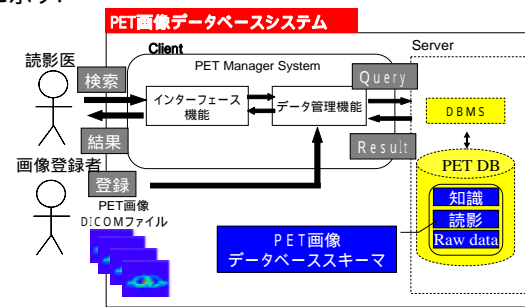 PET画像データベースシステム
Client
Server
読影医
検索
PET Manager System
Query
インターフェース
機能
データ管理機能
DBMS
結果
Result
画像登録者
登録
PET DB
PET画像
DICOMファイル
知識
読影
Raw data
PET画像
データベーススキーマ